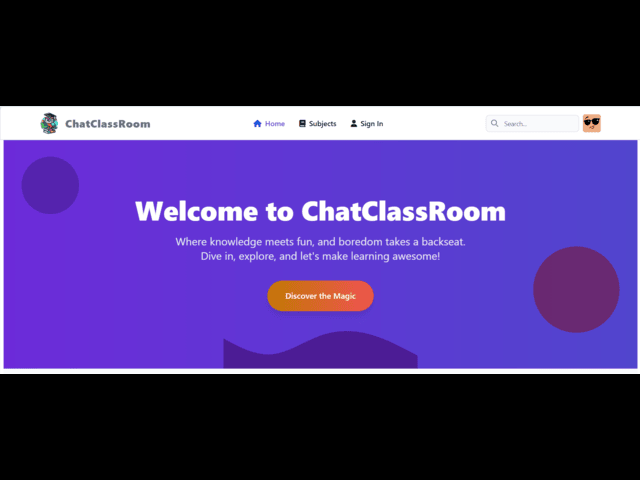 ChatClassRoom
Home
Subjects
Sign In
Search...
Welcome to ChatClassRoom
Where knowledge meets fun, and boredom takes a backseat.
Dive in, explore, and let's make learning awesome!
Discover the Magic